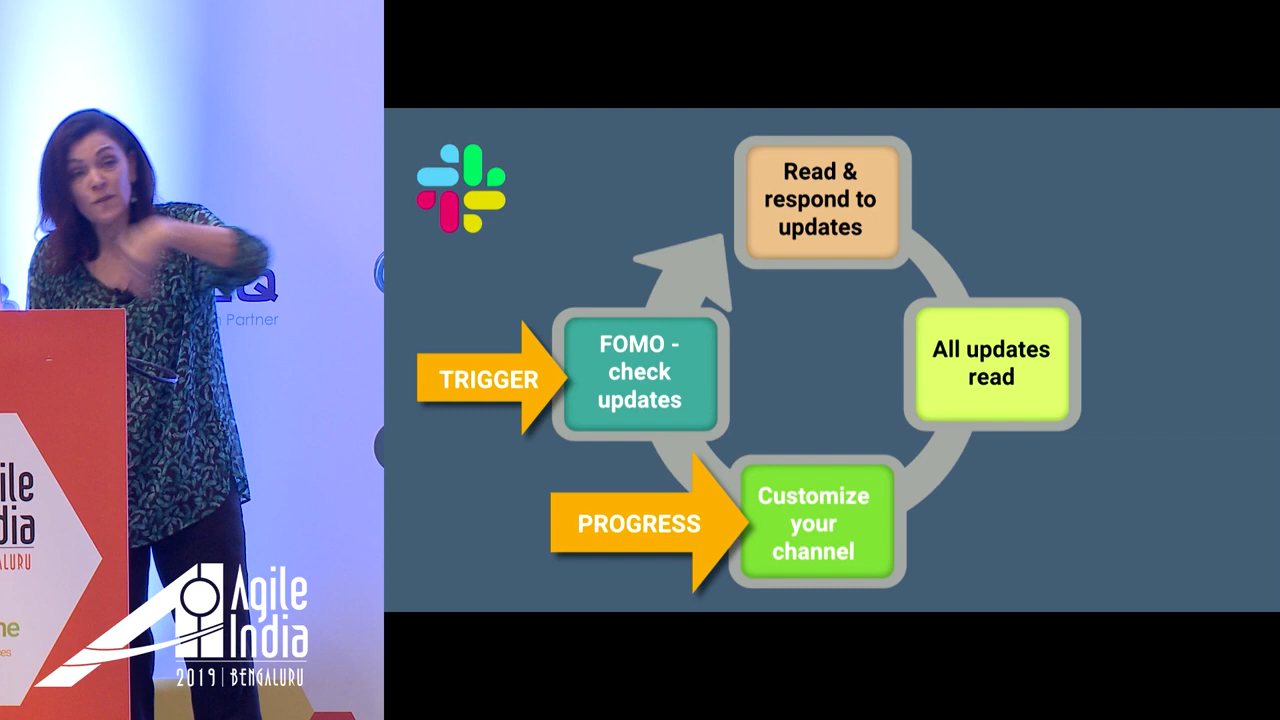 Read &
respond to
updates
FOMO -
check
updates
TRIGGER
All updates
read
Customize
your
channel
PROGRESS
Partner
Agile
India
2019 | BENGALURU